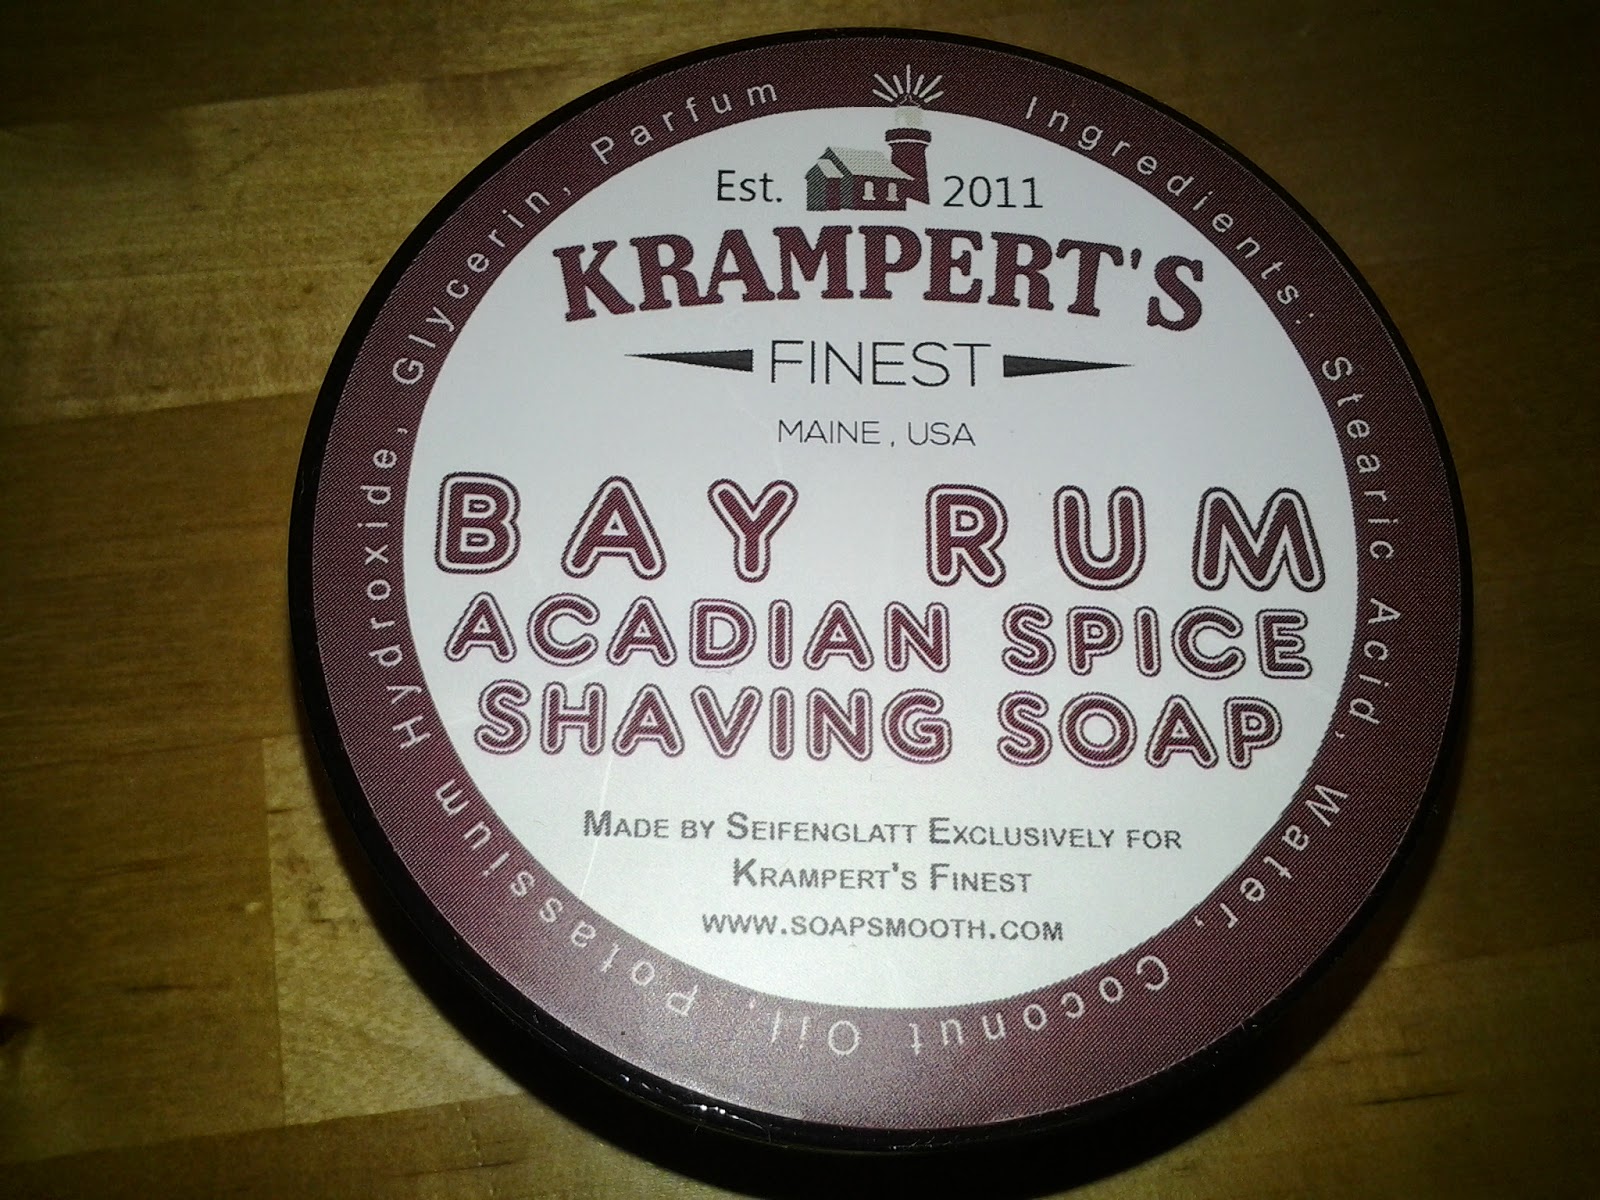 Est. 2011
KRAMPERT'S
FINEST
MAINE, USA
BAY RUM
ACADIAN SPICE
SHAVING SOAP
MADE BY SEIFENGLATT EXCLUSIVELY FOR
KRAMPERT'S FINEST
WWW.SOAPSMOOTH.COM
Ingredients: Stearic Acid, Water, Coconut Oil, Potassium Hydroxide, Glycerin, Parfum